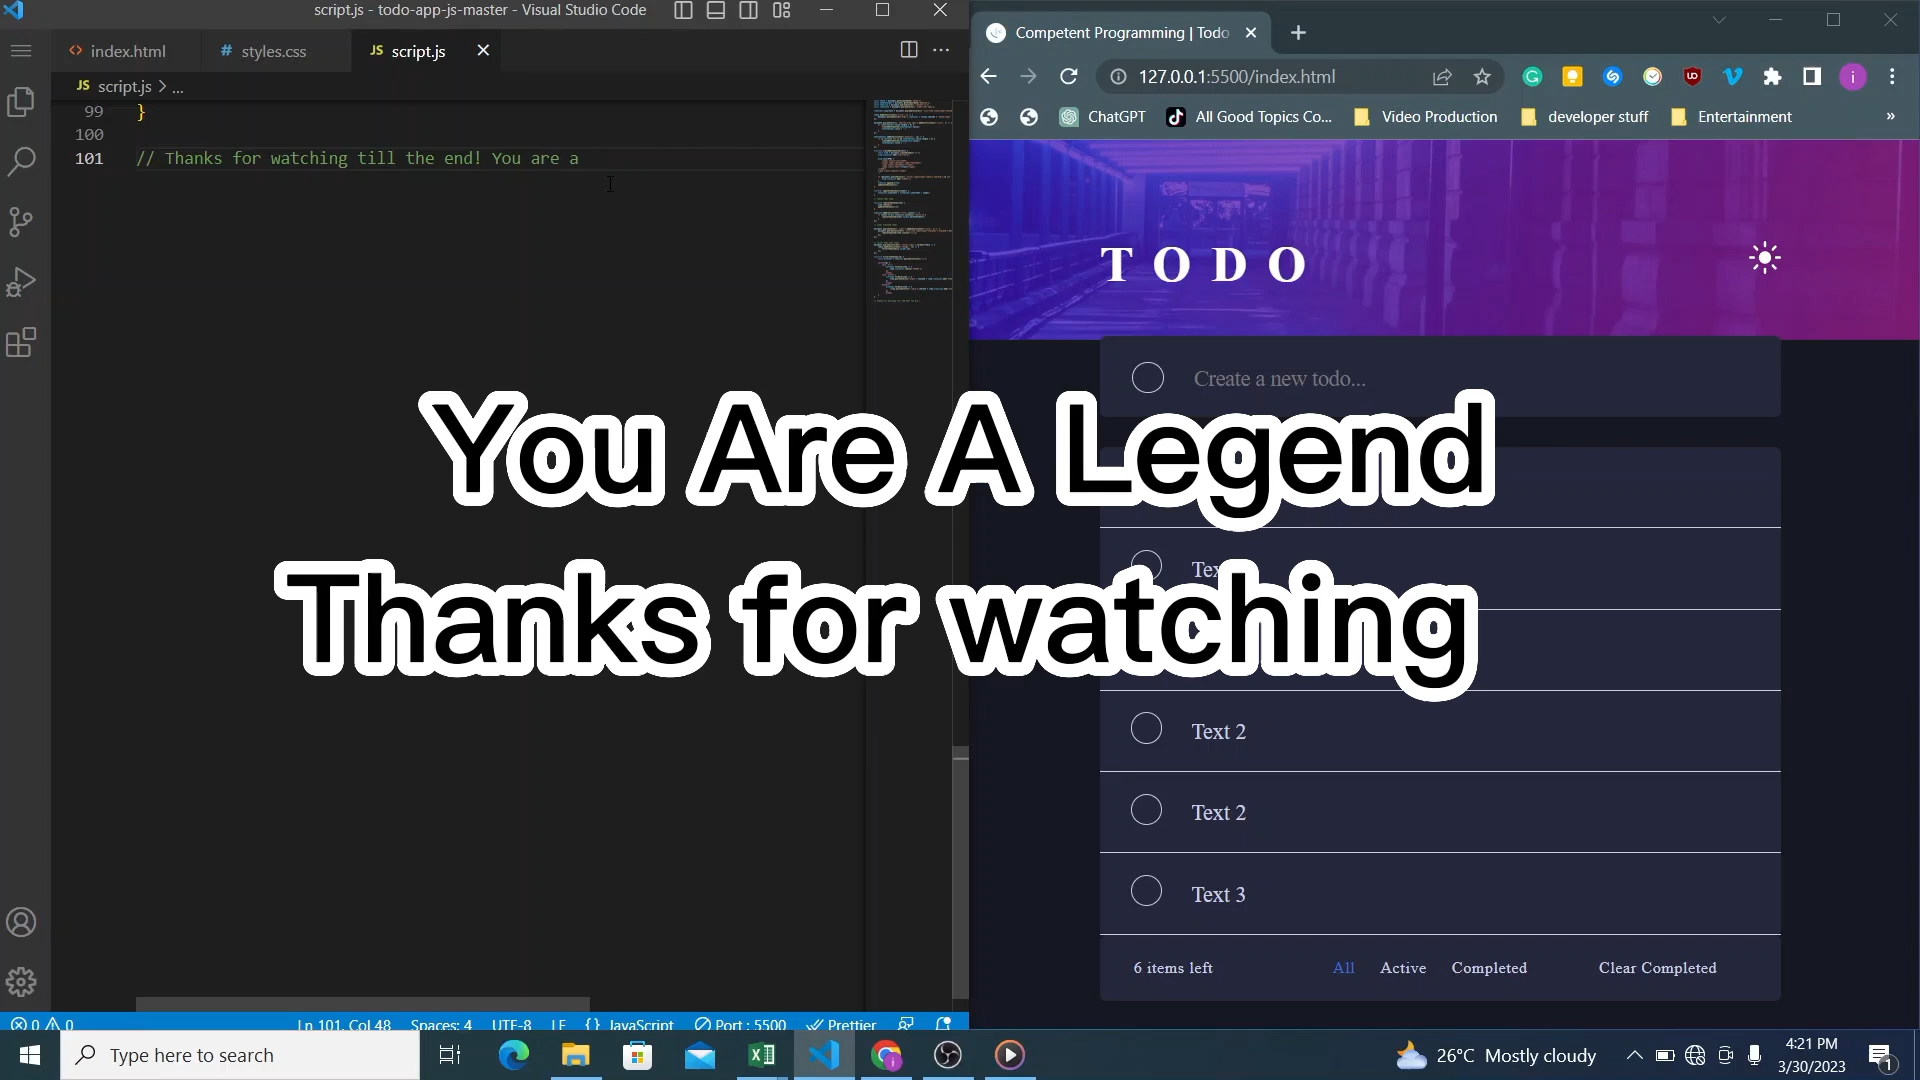 script.js - todo-app-js-master - Visual Studio Code
index.html
# styles.css
JS script.js
JS script.js > ...
99 }
100
101 // Thanks for watching till the end! You are a
Ln 101, Col 48 Spaces: 4 UTF-8 LF {} JavaScript Port : 5500 Prettier
0 0
Competent Programming | Todo
127.0.0.1:5500/index.html
i
ChatGPT All Good Topics Co... Video Production developer stuff Entertainment »
TODO
Create a new todo...
You Are A Legend
Thanks for watching
Text 2
Text 2
Text 3
6 items left All Active Completed Clear Completed
Type here to search
26°C Mostly cloudy
4:21 PM
3/30/2023
1